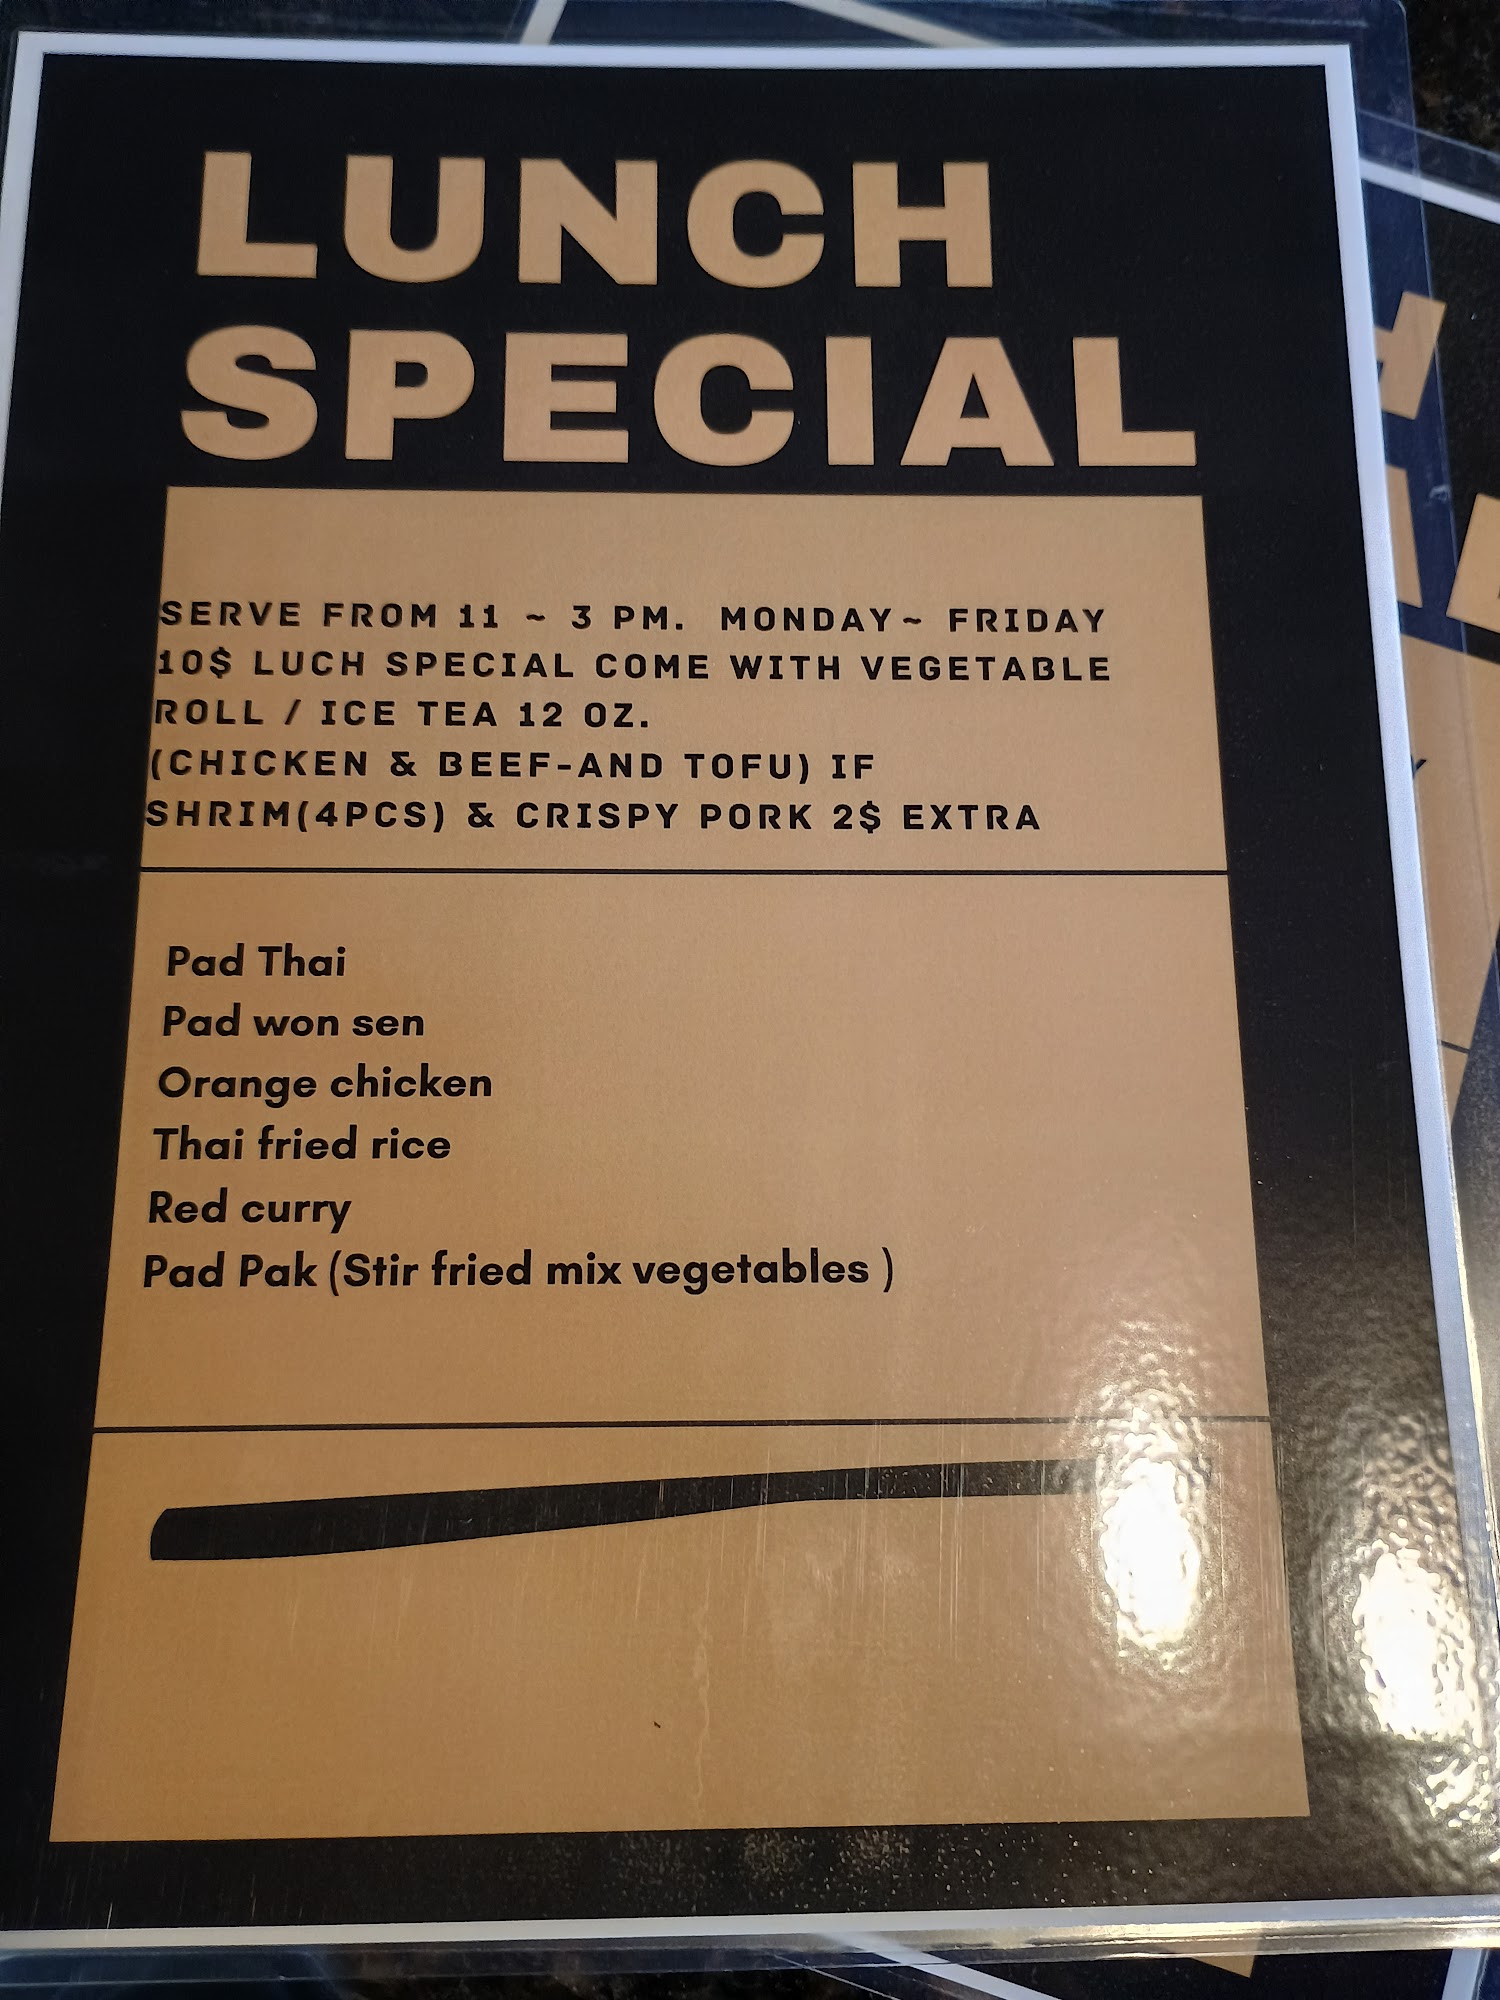 LUNCH
SPECIAL
SERVE FROM 11 ~ 3 PM. MONDAY~ FRIDAY
10$ LUCH SPECIAL COME WITH VEGETABLE
ROLL / ICE TEA 12 OZ.
(CHICKEN & BEEF-AND TOFU) IF
SHRIM(4PCS) & CRISPY PORK 2$ EXTRA
Pad Thai
Pad won sen
Orange chicken
Thai fried rice
Red curry
Pad Pak (Stir fried mix vegetables )